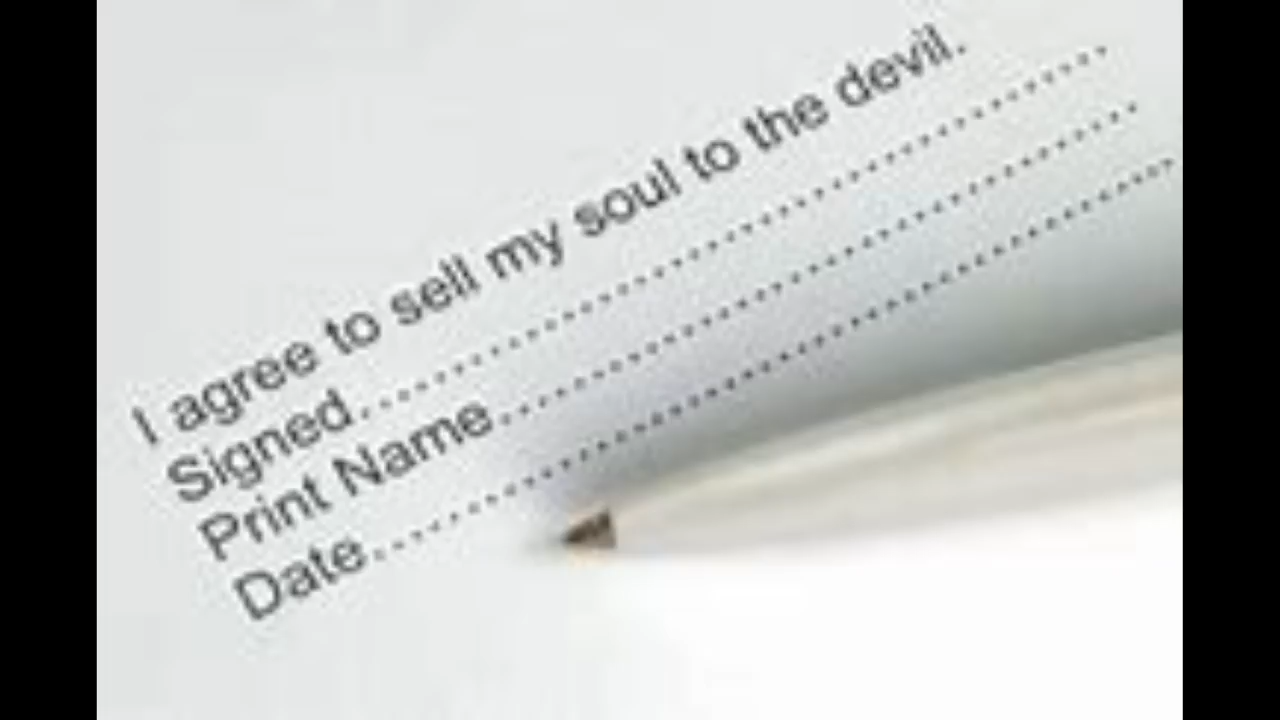 I agree to sell my soul to the devil.
Signed..............................................................
Print Name....................................................
Date..............................................................